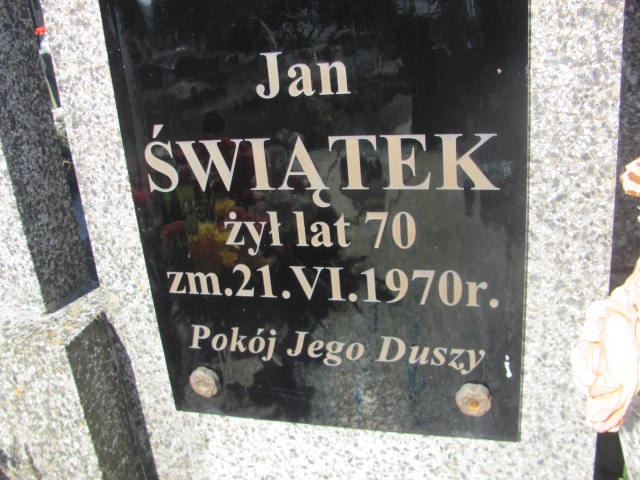 Jan
ŚWIĄTEK
żył lat 70
zm.21.VI.1970r.
Pokój Jego Duszy